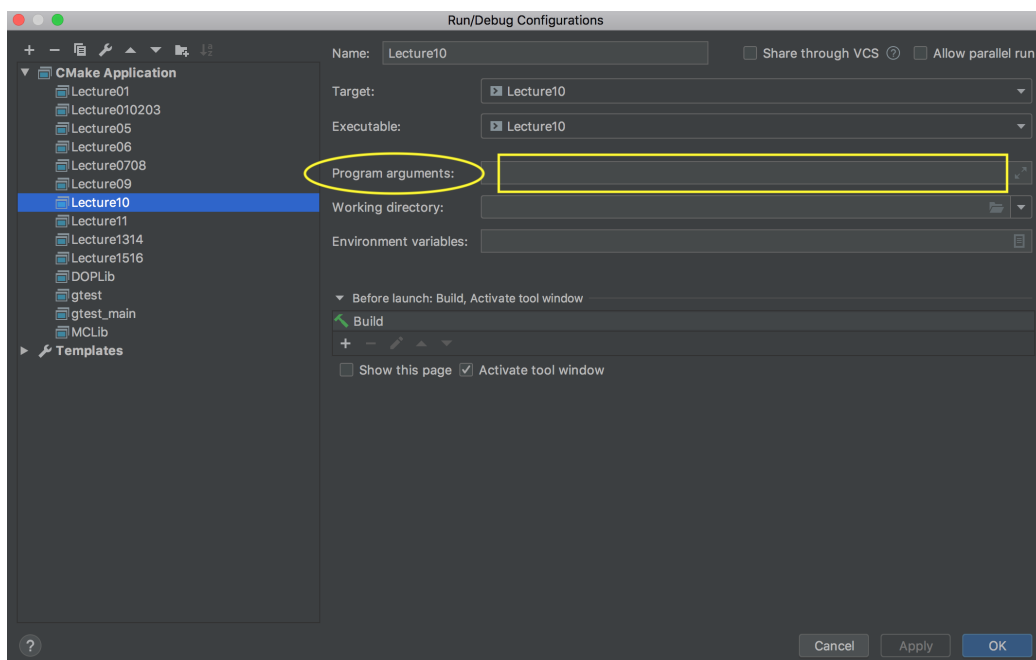 Run/Debug Configurations
Name: Lecture10
Share through VCS ?
Allow parallel run
CMake Application
Lecture01
Lecture010203
Lecture05
Lecture06
Lecture0708
Lecture09
Lecture10
Lecture11
Lecture1314
Lecture1516
DOPLib
gtest
gtest_main
MCLib
Templates
Target: Lecture10
Executable: Lecture10
Program arguments:
Working directory:
Environment variables:
Before launch: Build, Activate tool window
Build
Show this page Activate tool window
?
Cancel Apply OK